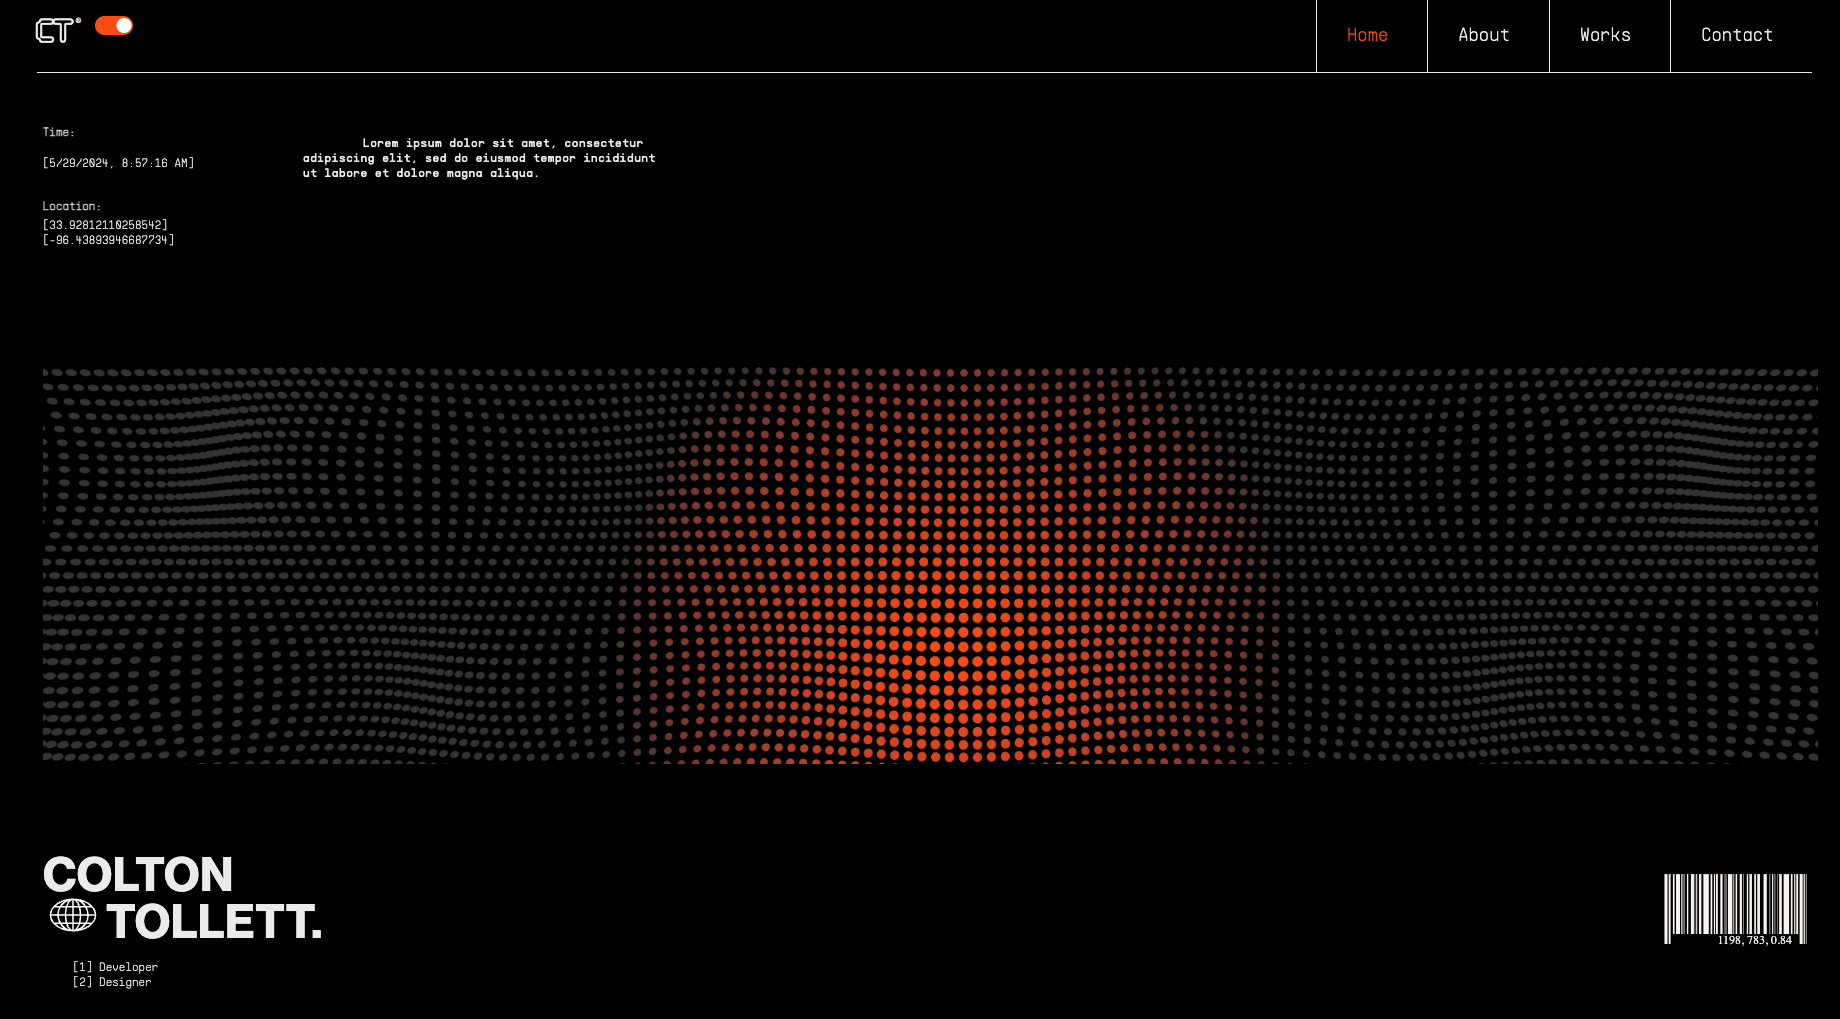 CT®
Home
About
Works
Contact
Time:
[5/29/2024, 8:57:16 AM]
Lorem ipsum dolor sit amet, consectetur
adipiscing elit, sed do eiusmod tempor incididunt
ut labore et dolore magna aliqua.
Location:
[33.92812110258542]
[-96.43893946687734]
COLTON
TOLLETT.
[1] Developer
[2] Designer
1198, 783, 0.84